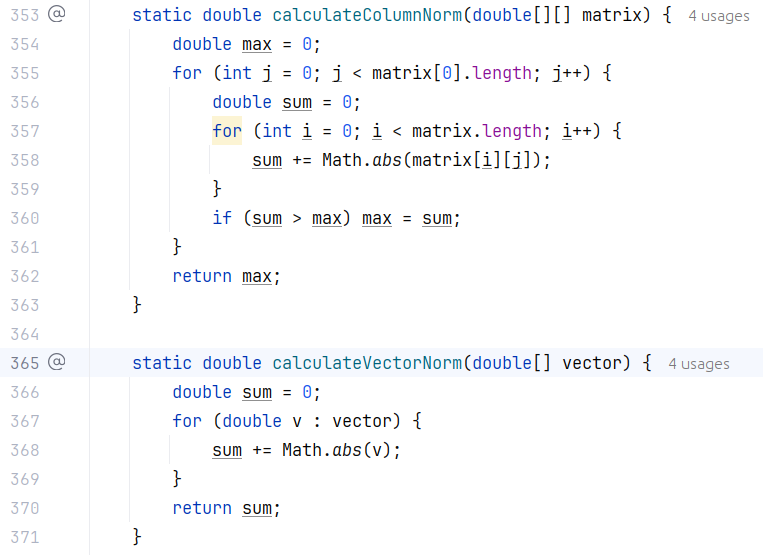 353 @ static double calculateColumnNorm(double[][] matrix) { 4 usages
354 double max = 0;
355 for (int j = 0; j < matrix[0].length; j++) {
356 double sum = 0;
357 for (int i = 0; i < matrix.length; i++) {
358 sum += Math.abs(matrix[i][j]);
359 }
360 if (sum > max) max = sum;
361 }
362 return max;
363 }
364
365 @ static double calculateVectorNorm(double[] vector) { 4 usages
366 double sum = 0;
367 for (double v : vector) {
368 sum += Math.abs(v);
369 }
370 return sum;
371 }